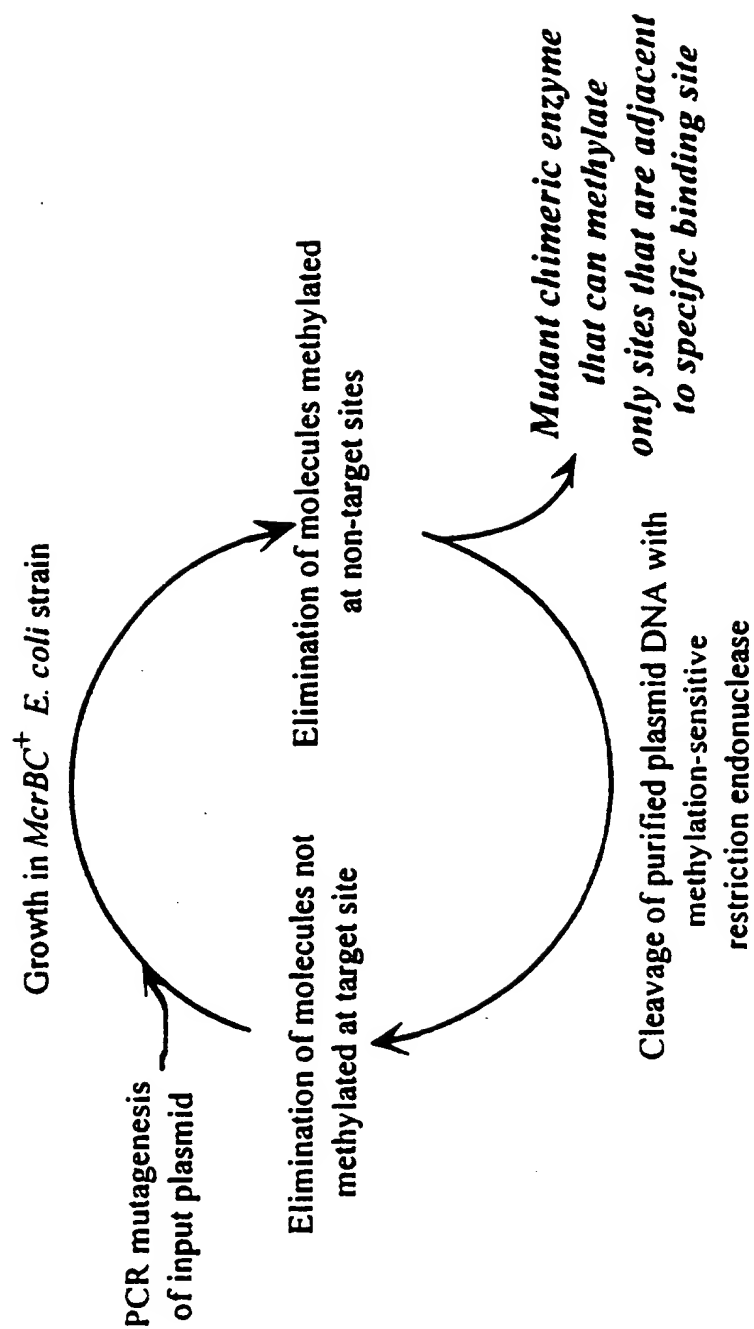 Growth in McrBC+ E. coli strain
PCR mutagenesis
of input plasmid
Elimination of molecules not
methylated at target site
Elimination of molecules methylated
at non-target sites
Mutant chimeric enzyme
that can methylate
only sites that are adjacent
to specific binding site
Cleavage of purified plasmid DNA with
methylation-sensitive
restriction endonuclease